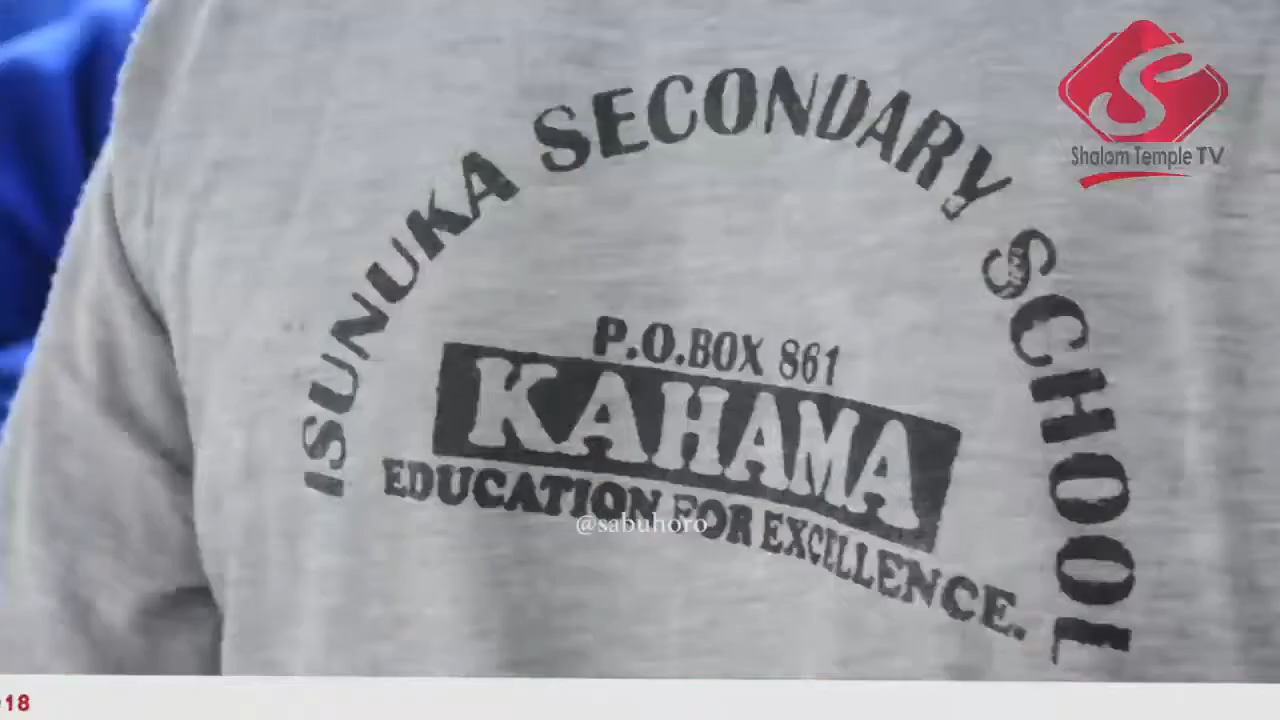 ISUNUKA SECONDARY SCHOOL
P.O.BOX 861
KAHAMA
EDUCATION FOR EXCELLENCE.
@sabuhoro
S
Shalom Temple TV
18